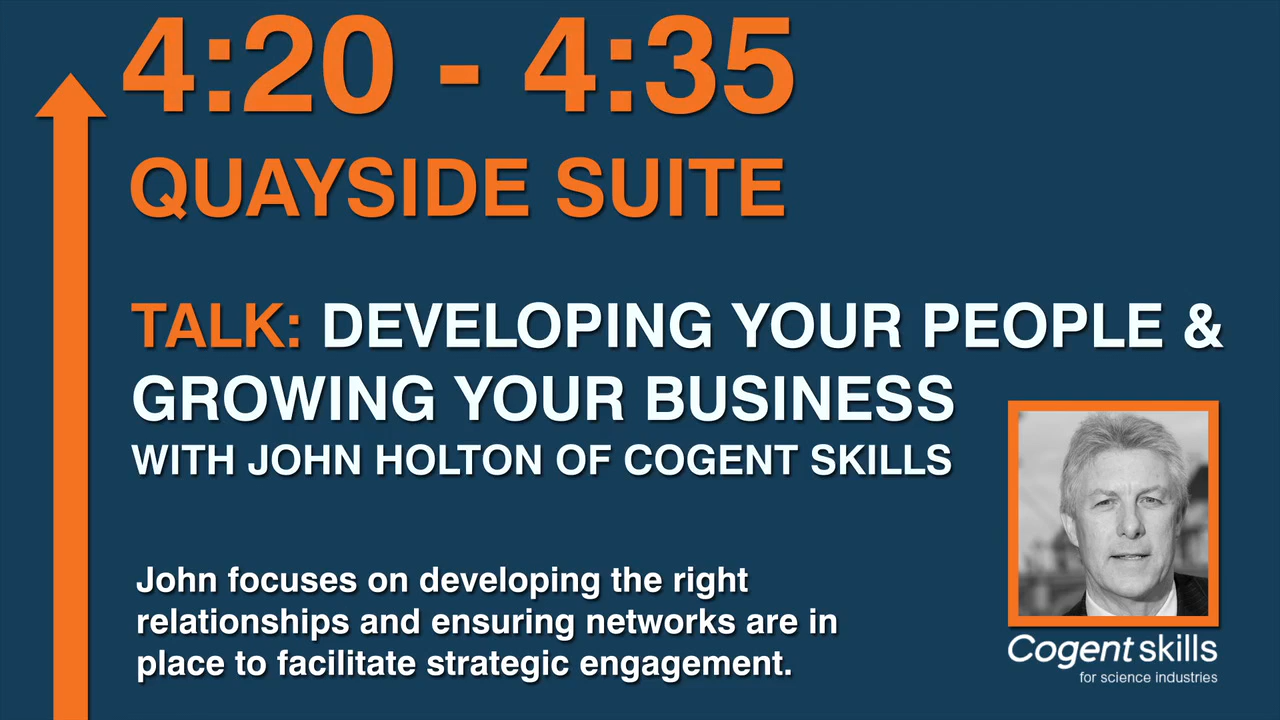 4:20 - 4:35
QUAYSIDE SUITE
TALK: DEVELOPING YOUR PEOPLE &
GROWING YOUR BUSINESS
WITH JOHN HOLTON OF COGENT SKILLS
John focuses on developing the right
relationships and ensuring networks are in
place to facilitate strategic engagement.
Cogent skills
for science industries